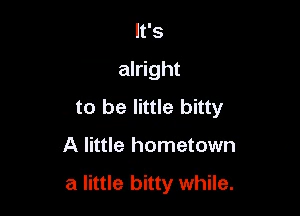 It's
alright
to be little bitty
A little hometown
a little bitty while.